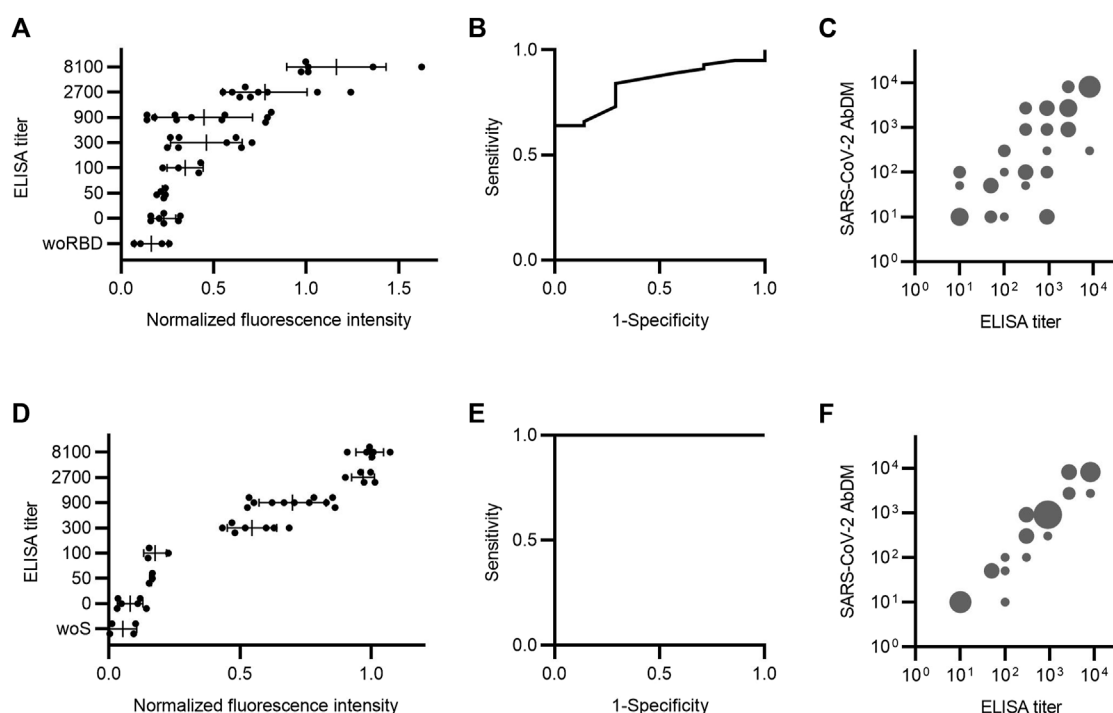 A
ELISA titer
8100
2700
900
300
100
50
0
woRBD
0.0 0.5 1.0 1.5
Normalized fluorescence intensity
B
Sensitivity
1.0
0.5
0.0
0.0 0.5 1.0
1-Specificity
C
SARS-CoV-2 AbDM
10⁴
10³
10²
10¹
10⁰
10⁰ 10¹ 10² 10³ 10⁴
ELISA titer
D
ELISA titer
8100
2700
900
300
100
50
0
woS
0.0 0.5 1.0
Normalized fluorescence intensity
E
Sensitivity
1.0
0.5
0.0
0.0 0.5 1.0
1-Specificity
F
SARS-CoV-2 AbDM
10⁴
10³
10²
10¹
10⁰
10⁰ 10¹ 10² 10³ 10⁴
ELISA titer